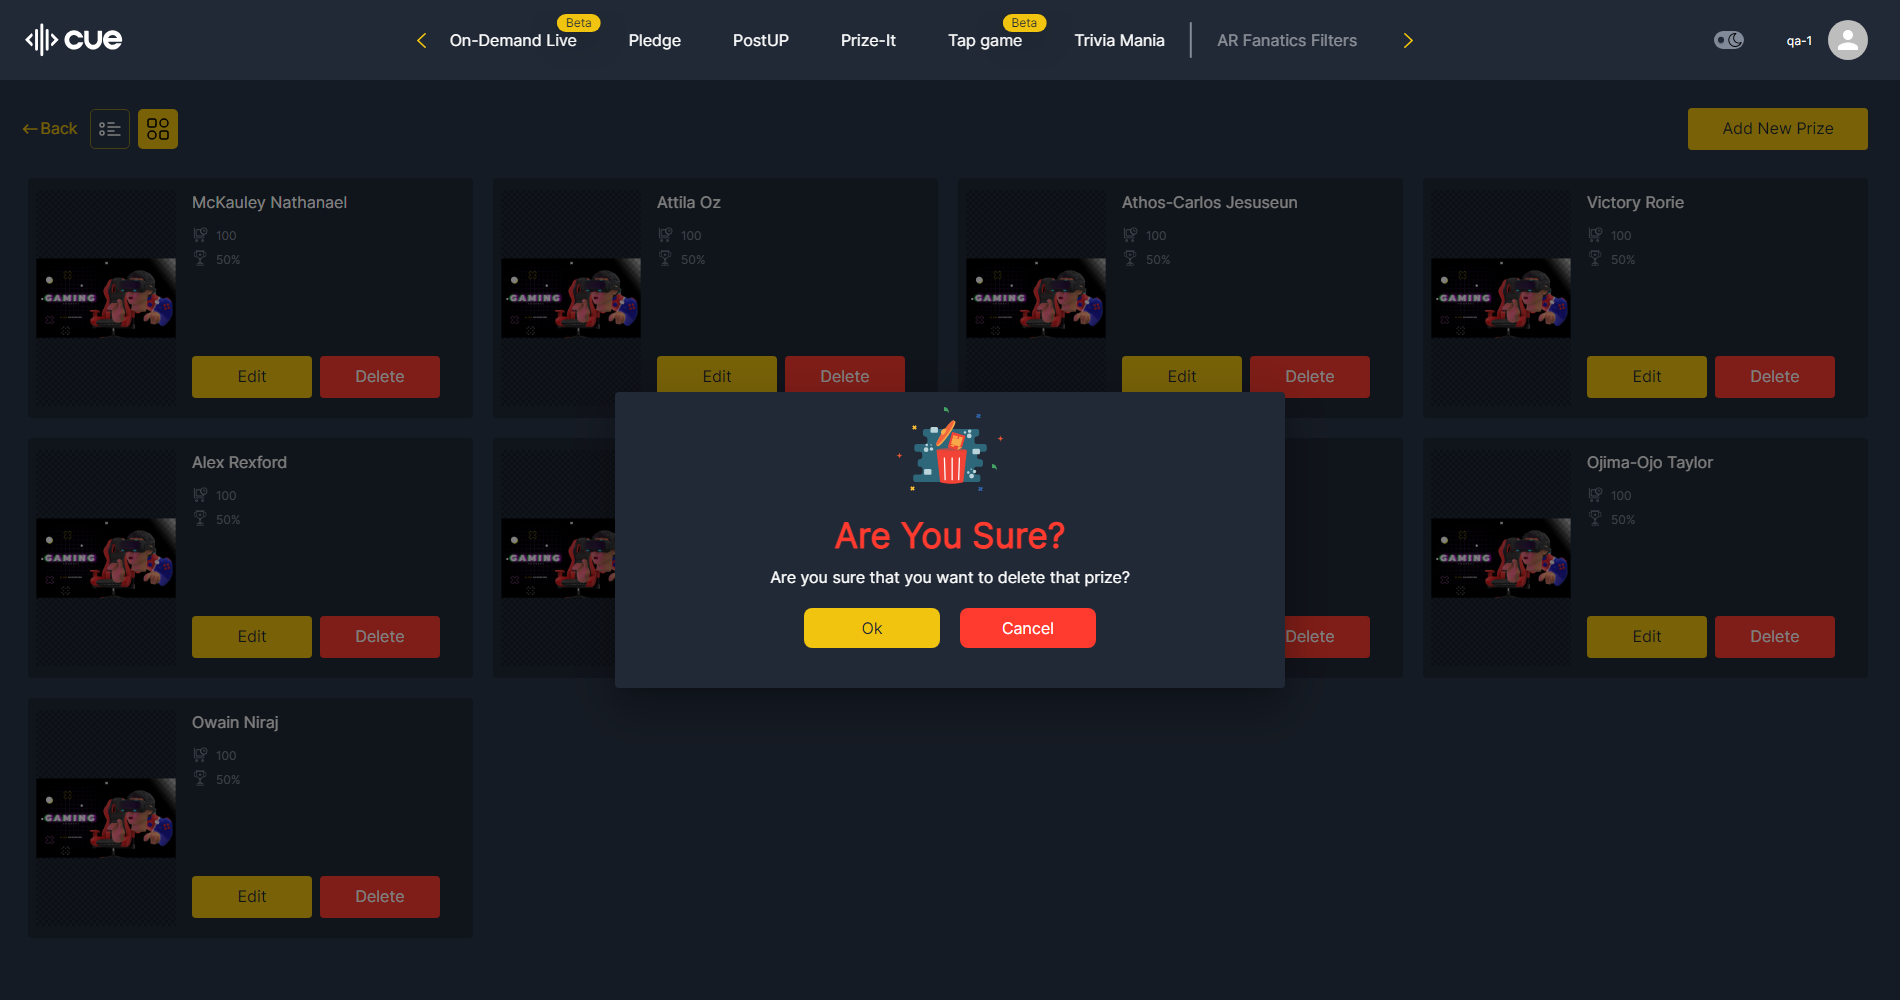 cue
On-Demand Live
Beta
Pledge
PostUP
Prize-It
Tap game
Beta
Trivia Mania
AR Fanatics Filters
qa-1
Back
Add New Prize
McKauley Nathanael
100
50%
GAMING
Edit
Delete
Attila Oz
100
50%
GAMING
Edit
Delete
Athos-Carlos Jesuseun
100
50%
GAMING
Edit
Delete
Victory Rorie
100
50%
GAMING
Edit
Delete
Are You Sure?
Are you sure that you want to delete that prize?
Ok
Cancel
Alex Rexford
100
50%
GAMING
Edit
Delete
GAMING
Delete
Ojima-Ojo Taylor
100
50%
GAMING
Edit
Delete
Owain Niraj
100
50%
GAMING
Edit
Delete